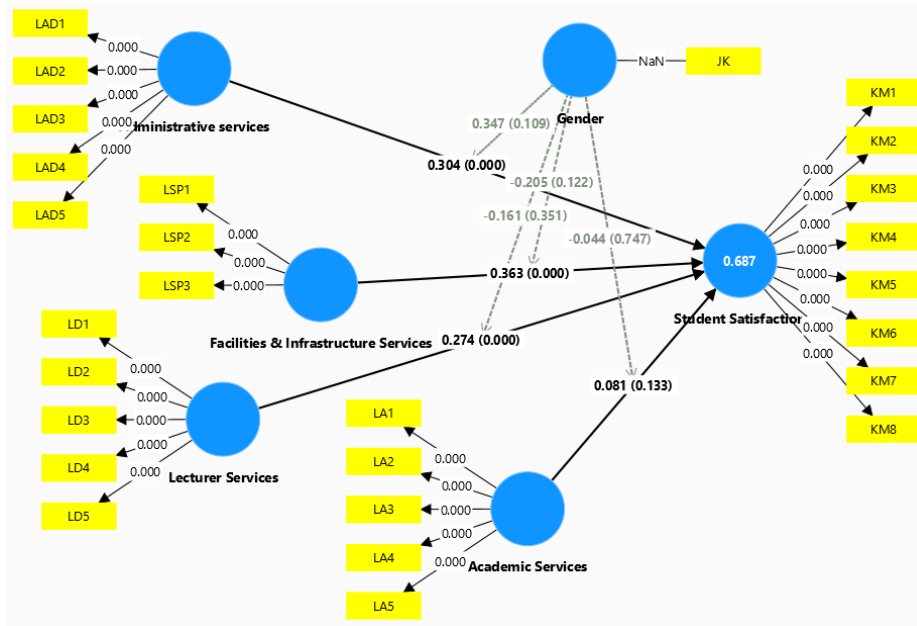 LAD1
0.000
LAD2
0.000
LAD3
0.000
LAD4
0.000
LAD5
0.000
ministrative services
Gender
NaN
JK
0.347 (0.109)
0.304 (0.000)
-0.205 (0.122)
-0.161 (0.351)
-0.044 (0.747)
LSP1
0.000
LSP2
0.000
LSP3
0.000
Facilities & Infrastructure Services
0.363 (0.000)
0.274 (0.000)
0.081 (0.133)
LD1
0.000
LD2
0.000
LD3
0.000
LD4
0.000
LD5
0.000
Lecturer Services
LA1
0.000
LA2
0.000
LA3
0.000
LA4
0.000
LA5
0.000
Academic Services
0.687
Student Satisfaction
KM1
0.000
KM2
0.000
KM3
0.000
KM4
0.000
KM5
0.000
KM6
0.000
KM7
0.000
KM8
0.000